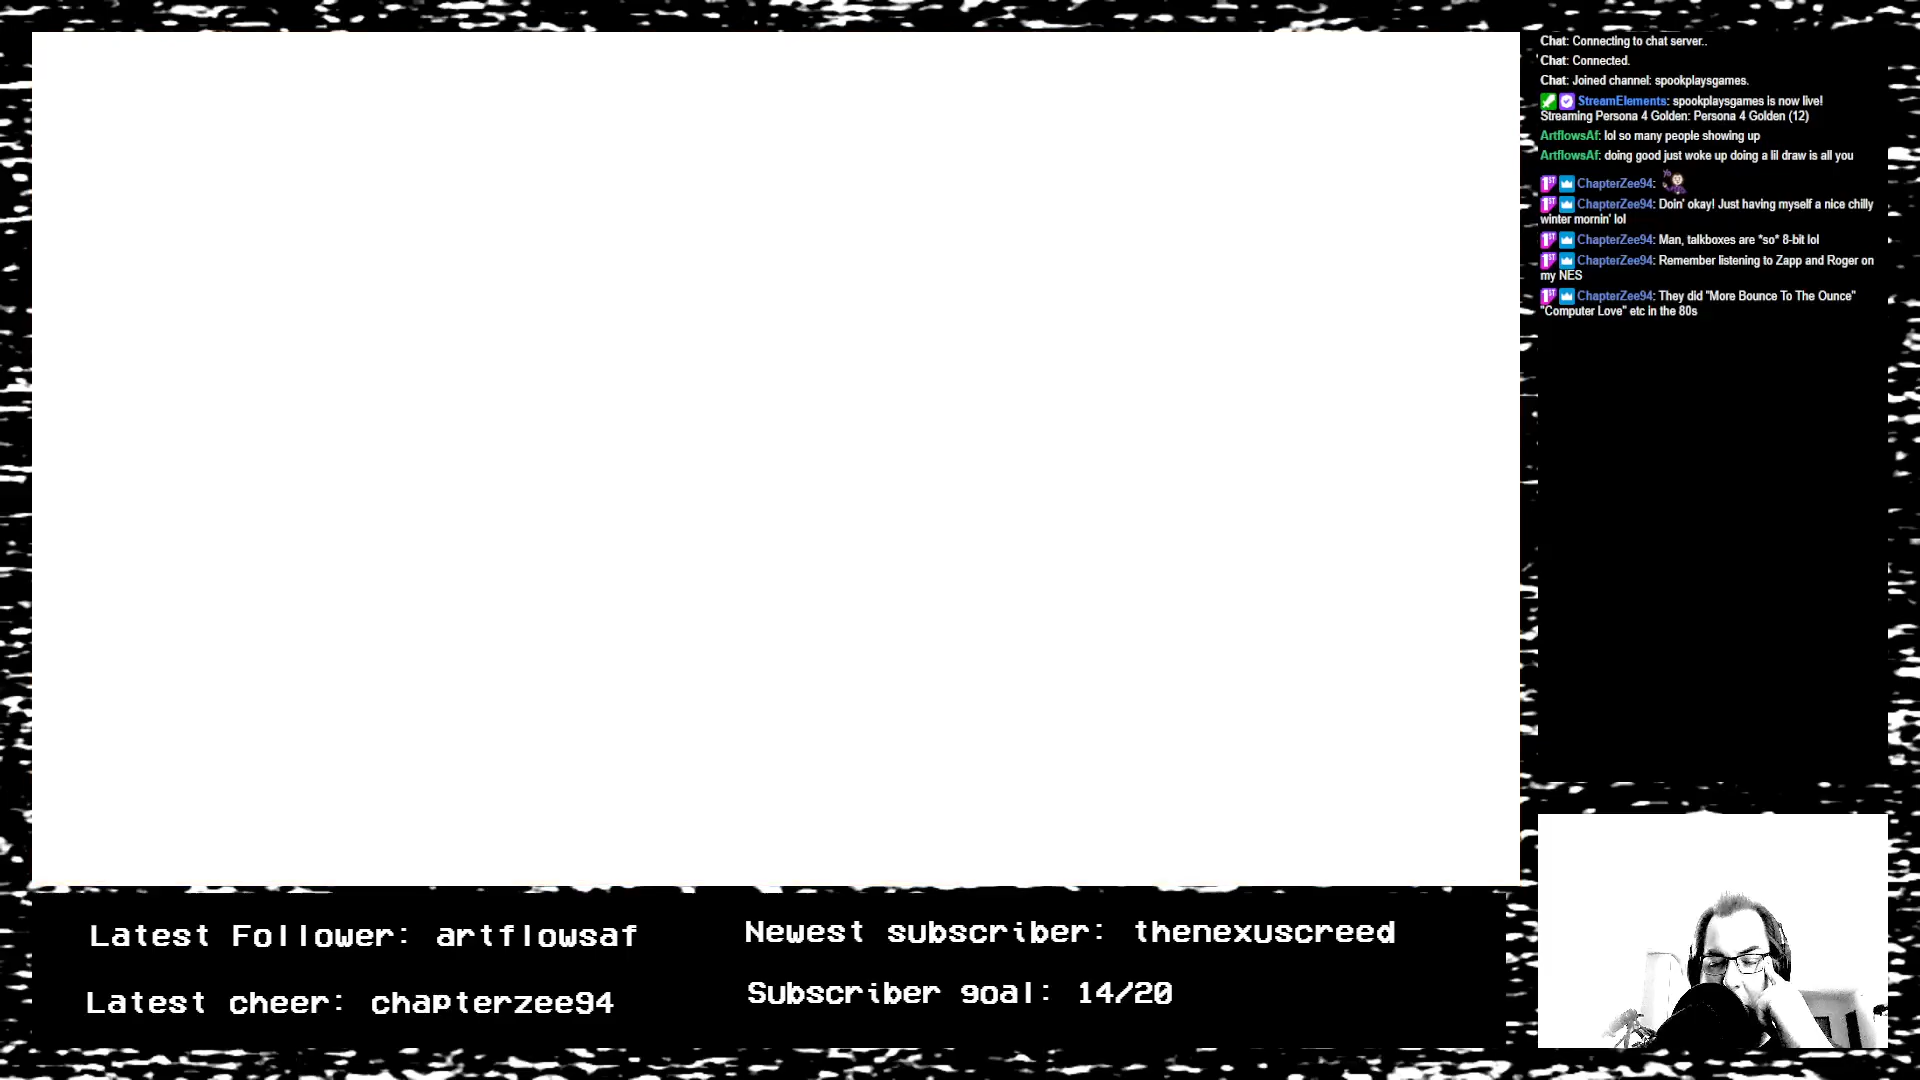 Chat: Connecting to chat server..
Chat: Connected.
Chat: Joined channel: spookplaysgames.
StreamElements: spookplaysgames is now live!
Streaming Persona 4 Golden: Persona 4 Golden (12)
ArtflowsAf: lol so many people showing up
ArtflowsAf: doing good just woke up doing a lil draw is all you
ChapterZee94:
ChapterZee94: Doin' okay! Just having myself a nice chilly
winter mornin' lol
ChapterZee94: Man, talkboxes are *so* 8-bit lol
ChapterZee94: Remember listening to Zapp and Roger on
my NES
ChapterZee94: They did "More Bounce To The Ounce"
"Computer Love" etc in the 80s
Latest Follower: artflowsaf
Newest subscriber: thenexuscreed
Latest cheer: chapterzee94
Subscriber goal: 14/20